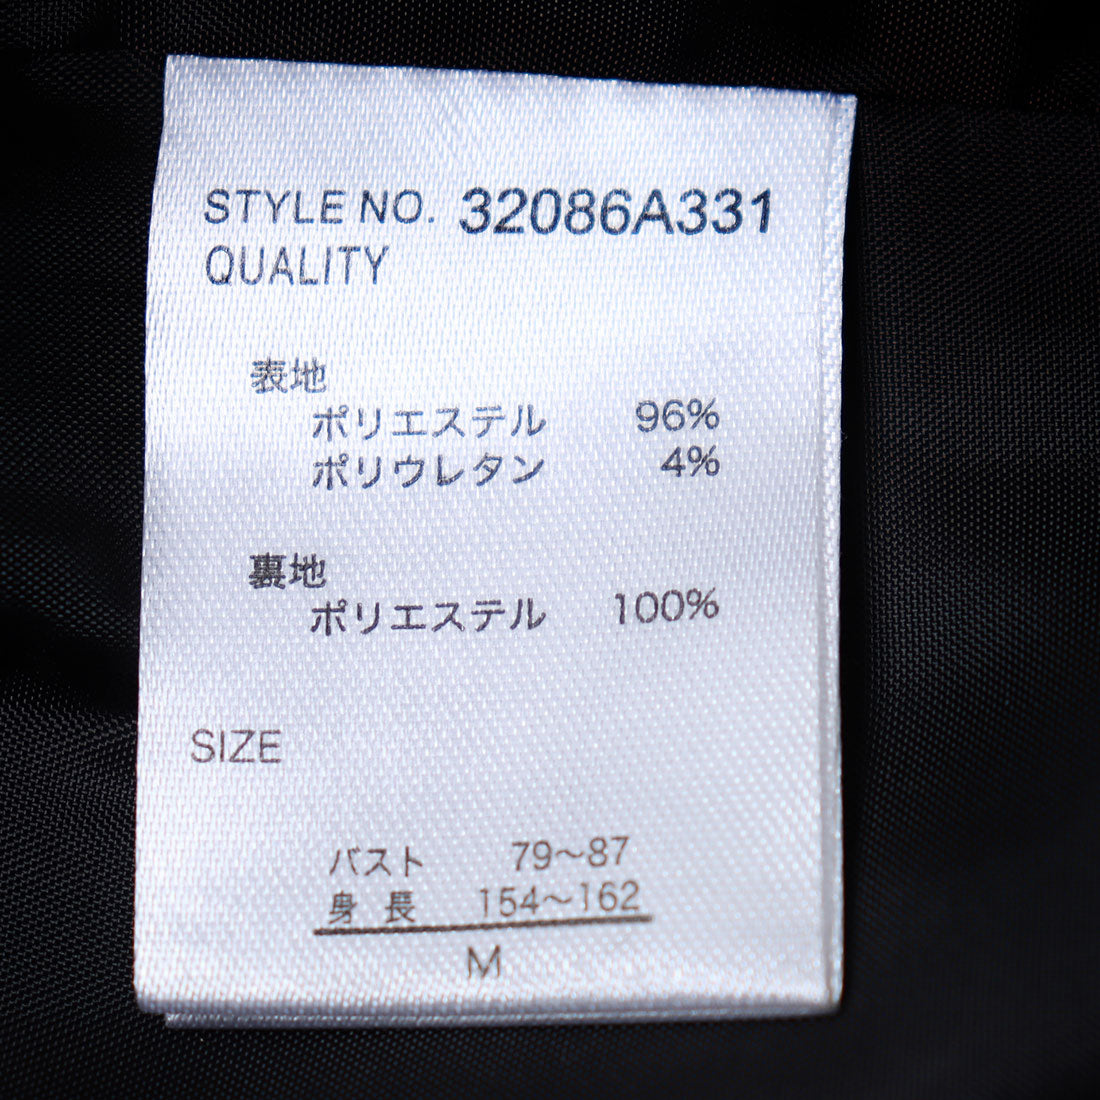 STYLE NO. 32086A331
QUALITY
表地
ポリエステル 96%
ポリウレタン 4%
裏地
ポリエステル 100%
SIZE
バスト 79～87
身長 154～162
M